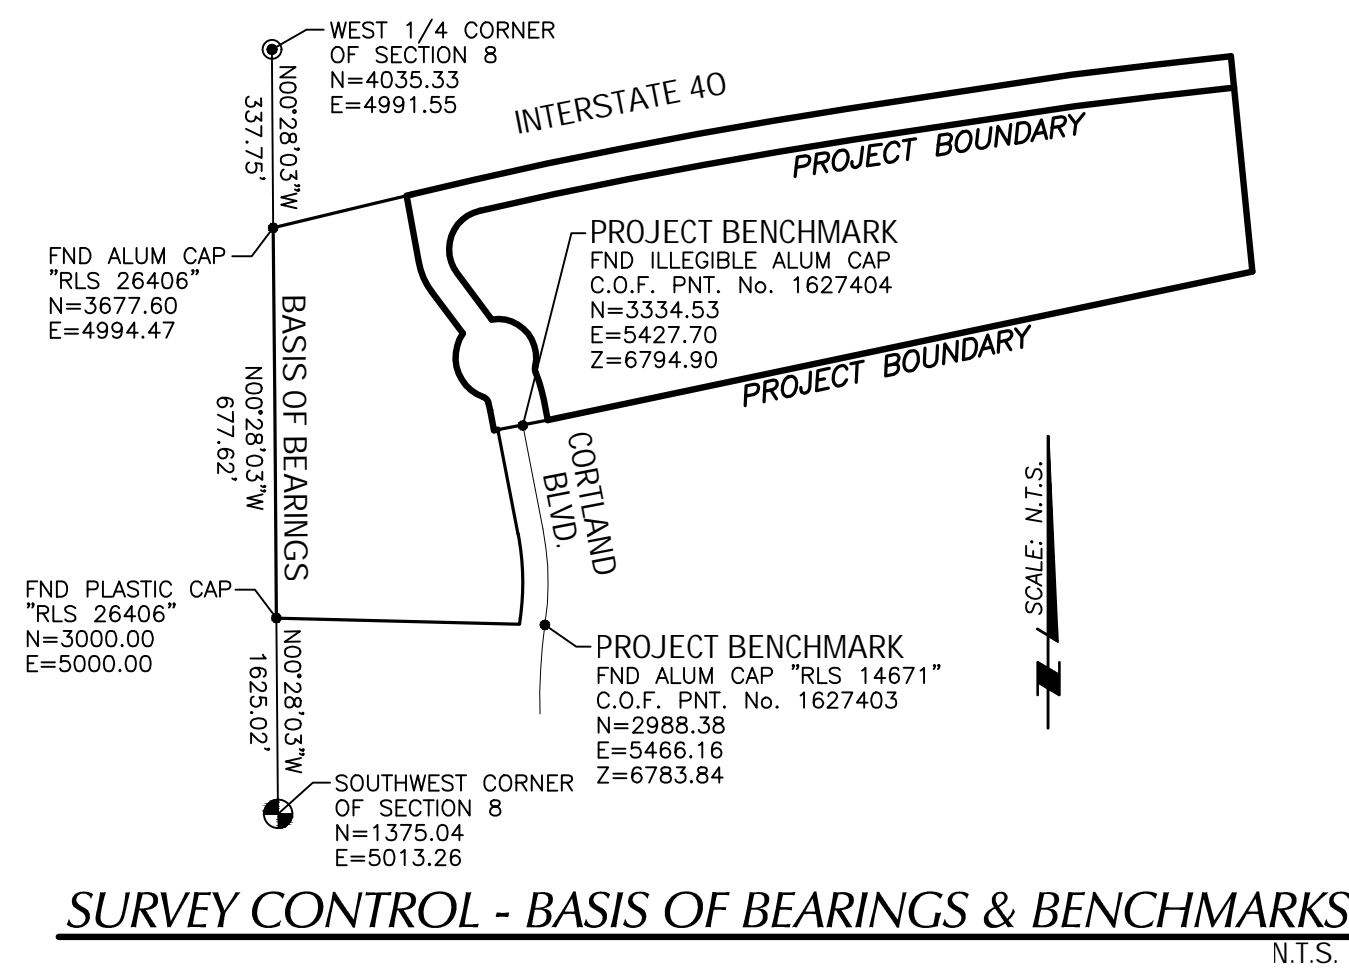 WEST 1/4 CORNER
OF SECTION 8
N=4035.33
E=4991.55
N00°28'03"W
337.75'
INTERSTATE 40
PROJECT BOUNDARY
FND ALUM CAP
"RLS 26406"
N=3677.60
E=4994.47
PROJECT BENCHMARK
FND ILLEGIBLE ALUM CAP
C.O.F. PNT. No. 1627404
N=3334.53
E=5427.70
Z=6794.90
PROJECT BOUNDARY
BASIS OF BEARINGS
N00°28'03"W
677.62'
CORTLAND
BLVD.
SCALE: N.T.S.
FND PLASTIC CAP
"RLS 26406"
N=3000.00
E=5000.00
N00°28'03"W
1625.02'
PROJECT BENCHMARK
FND ALUM CAP "RLS 14671"
C.O.F. PNT. No. 1627403
N=2988.38
E=5466.16
Z=6783.84
SOUTHWEST CORNER
OF SECTION 8
N=1375.04
E=5013.26
SURVEY CONTROL - BASIS OF BEARINGS & BENCHMARKS
N.T.S.